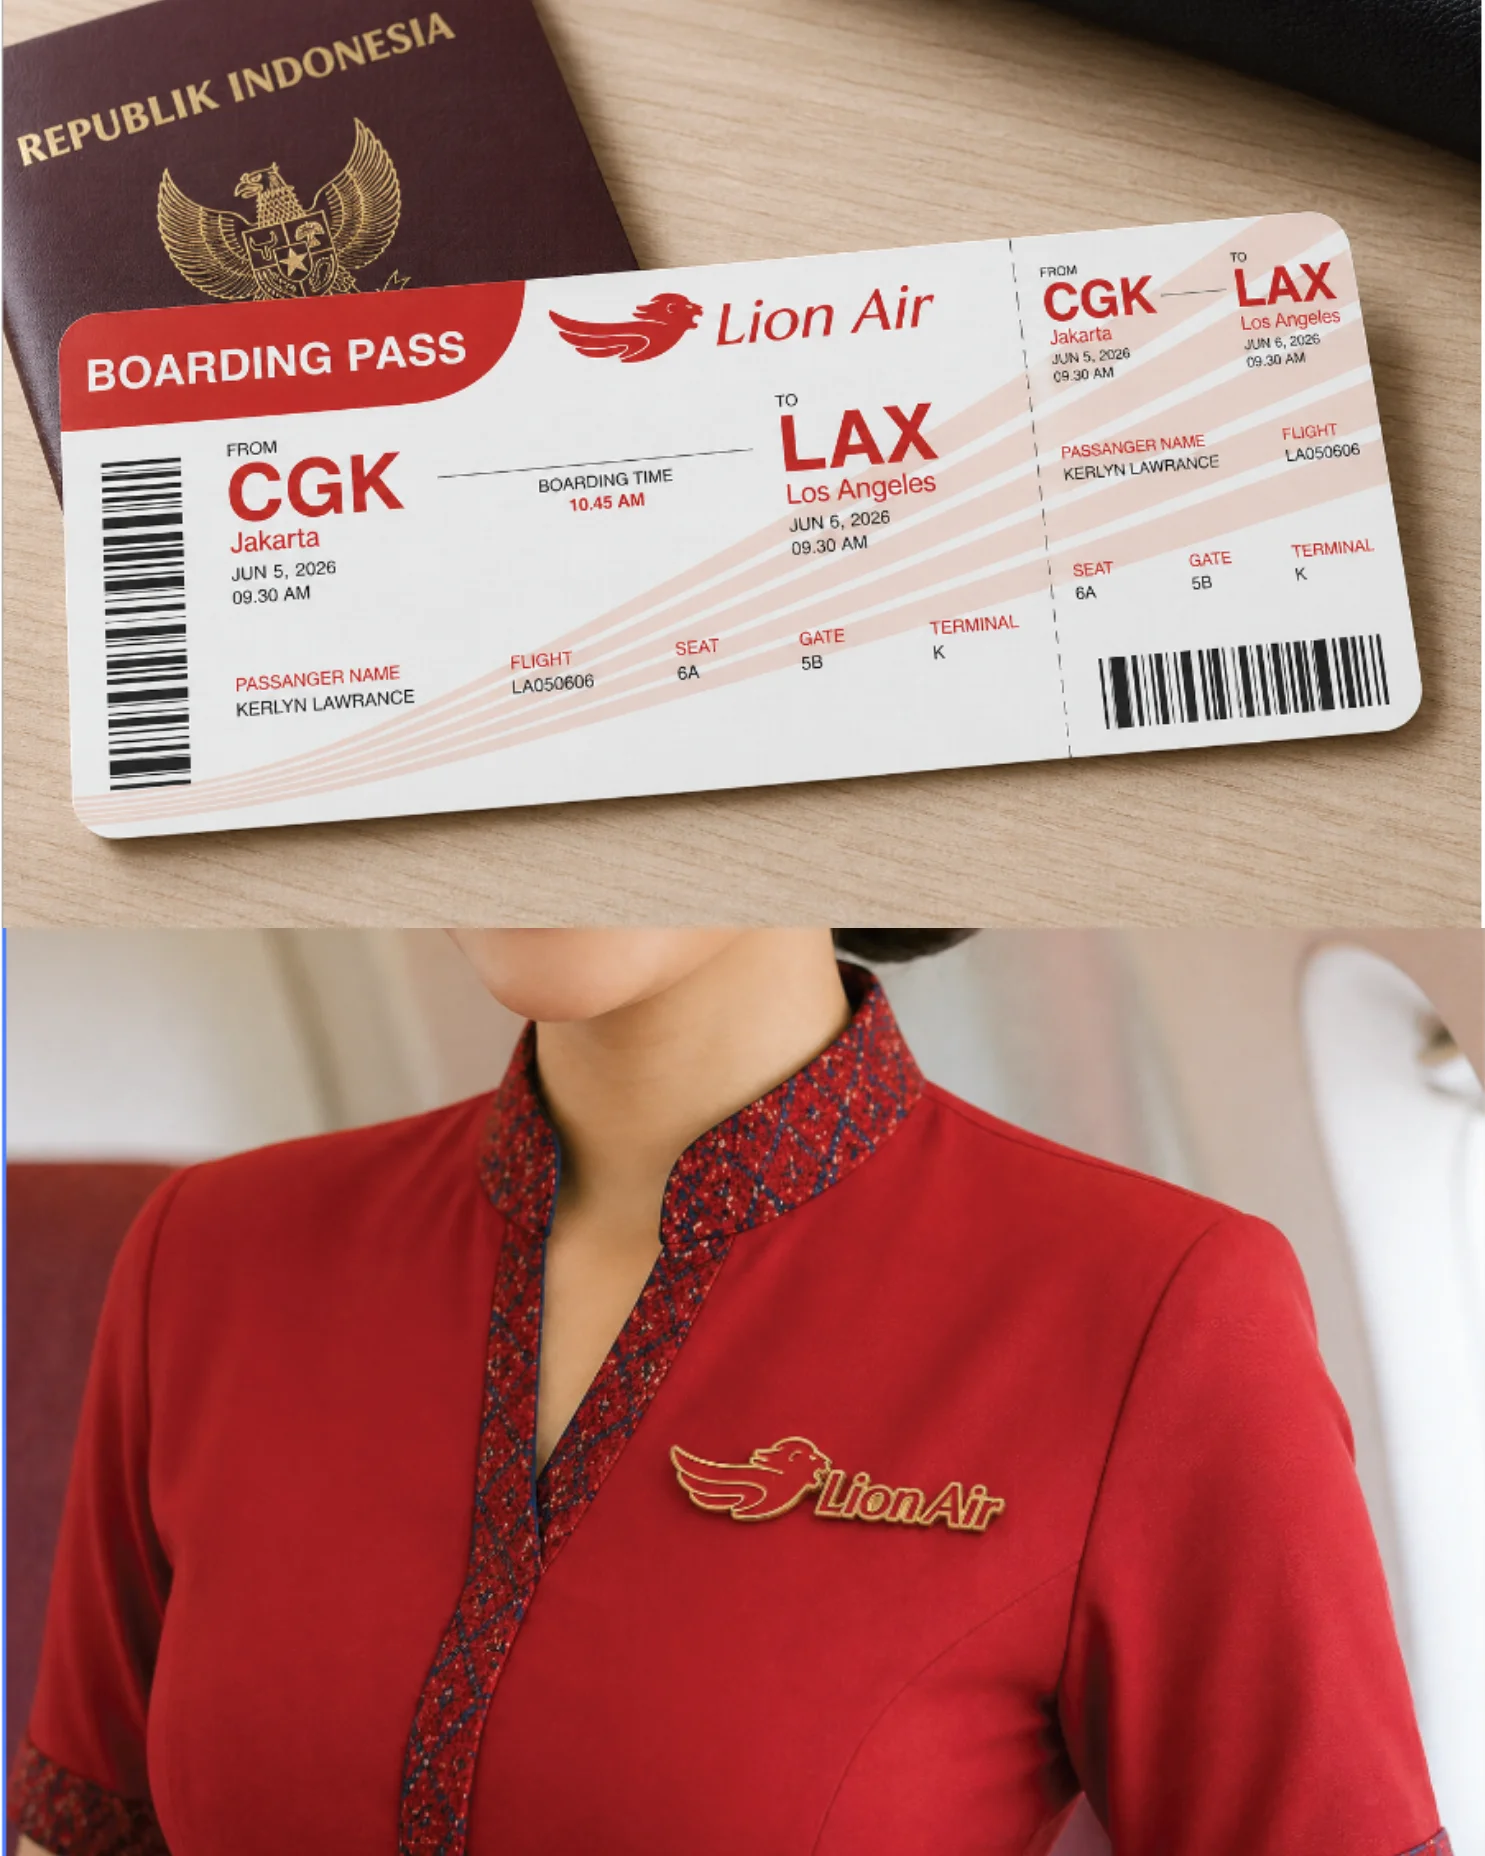 REPUBLIK INDONESIA
BOARDING PASS
Lion Air
FROM
CGK
Jakarta
JUN 5, 2026
09.30 AM
BOARDING TIME
10.45 AM
TO
LAX
Los Angeles
JUN 6, 2026
09.30 AM
PASSANGER NAME
KERLYN LAWRANCE
FLIGHT
LA050606
SEAT
6A
GATE
5B
TERMINAL
K
FROM
CGK
Jakarta
JUN 5, 2026
09.30 AM
TO
LAX
Los Angeles
JUN 6, 2026
09.30 AM
PASSANGER NAME
KERLYN LAWRANCE
FLIGHT
LA050606
SEAT
6A
GATE
5B
TERMINAL
K
Lion Air